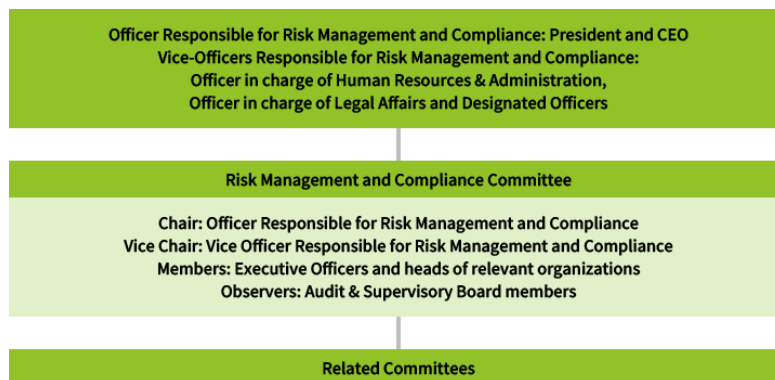 Officer Responsible for Risk Management and Compliance: President and CEO
Vice-Officers Responsible for Risk Management and Compliance:
Officer in charge of Human Resources & Administration,
Officer in charge of Legal Affairs and Designated Officers
Risk Management and Compliance Committee
Chair: Officer Responsible for Risk Management and Compliance
Vice Chair: Vice Officer Responsible for Risk Management and Compliance
Members: Executive Officers and heads of relevant organizations
Observers: Audit & Supervisory Board members
Related Committees